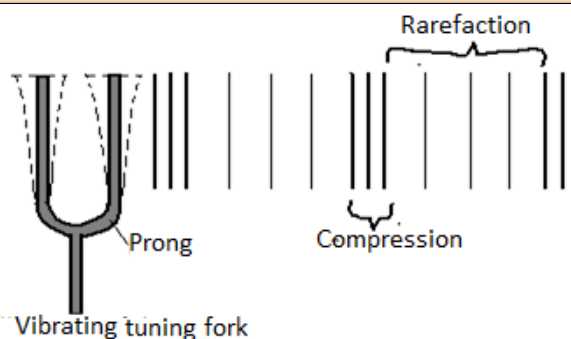 Rarefaction
Prong
Compression
Vibrating tuning fork